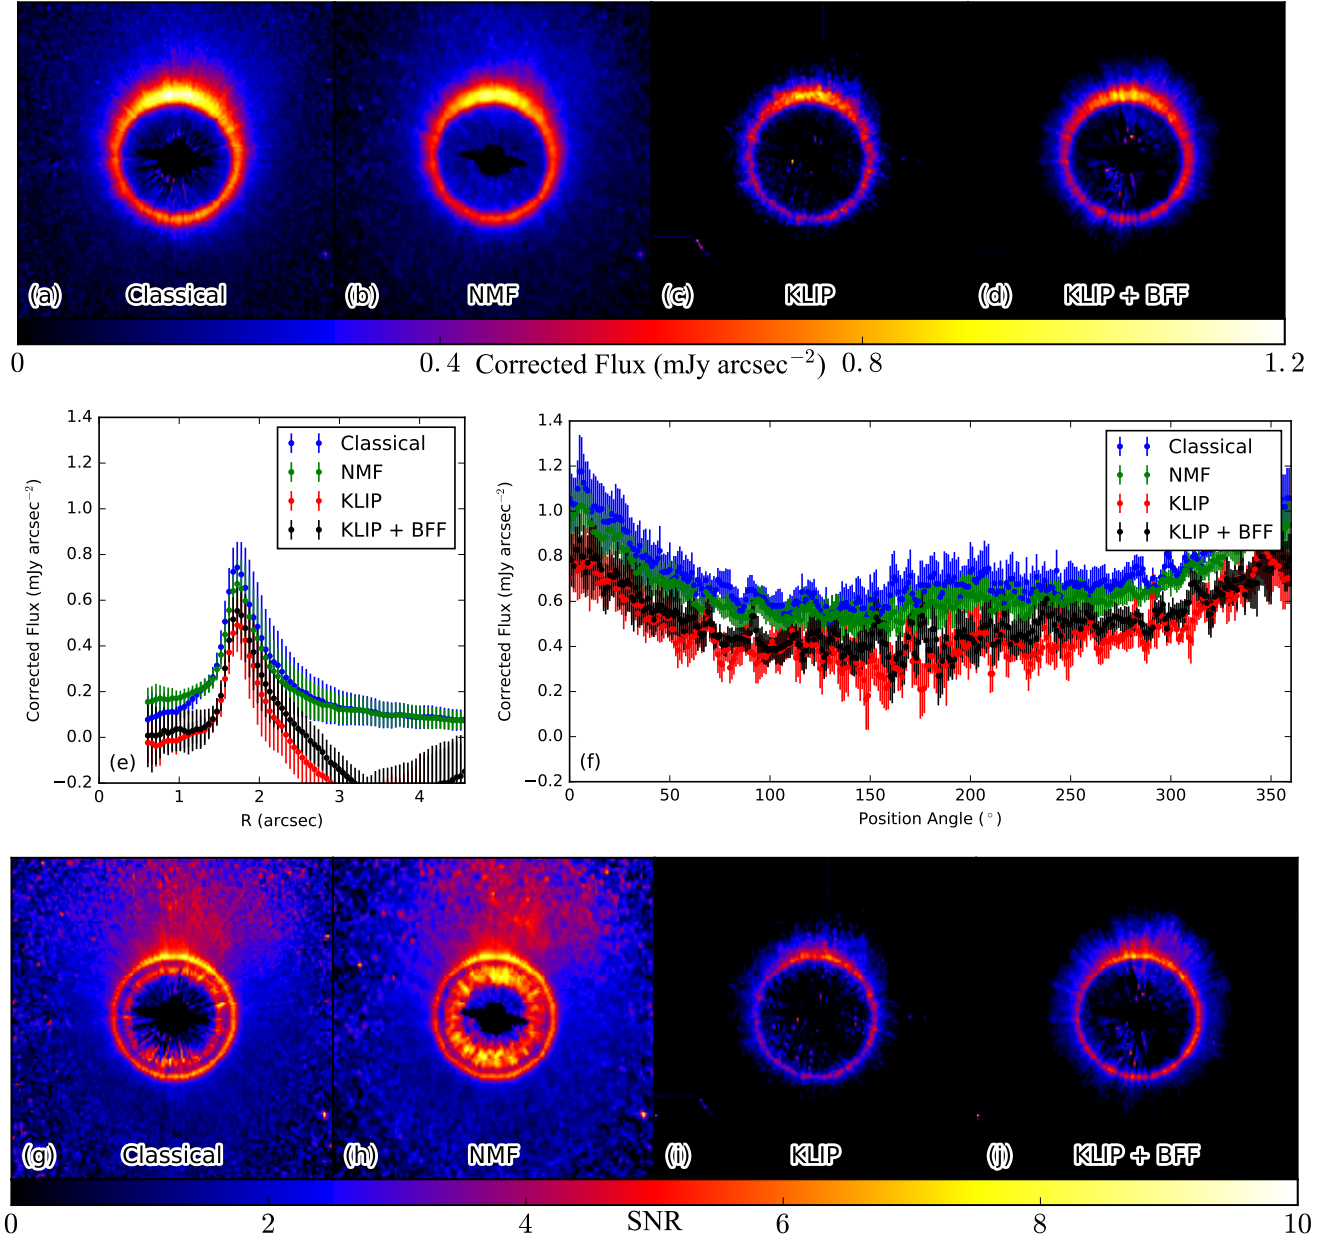 (a) Classical (b) NMF (c) KLIP (d) KLIP + BFF
0 0.4 Corrected Flux (mJy arcsec−2) 0.8 1.2
1.4
1.2
1.0
0.8
0.6
0.4
0.2
0.0
−0.2
Corrected Flux (mJy arcsec−2)
Classical
NMF
KLIP
KLIP + BFF
(e)
0 1 2 3 4
R (arcsec)
1.4
1.2
1.0
0.8
0.6
0.4
0.2
0.0
−0.2
Corrected Flux (mJy arcsec−2)
Classical
NMF
KLIP
KLIP + BFF
(f)
0 50 100 150 200 250 300 350
Position Angle (°)
(g) Classical (h) NMF (i) KLIP (j) KLIP + BFF
0 2 4 SNR 6 8 10